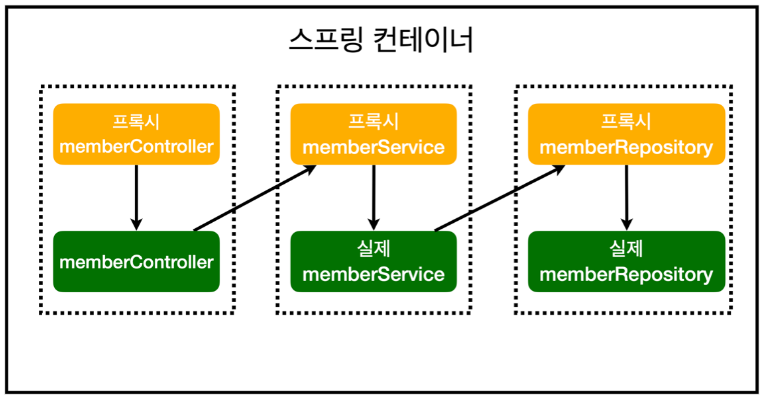 스프링 컨테이너
프록시
memberController
프록시
memberService
프록시
memberRepository
memberController
실제
memberService
실제
memberRepository